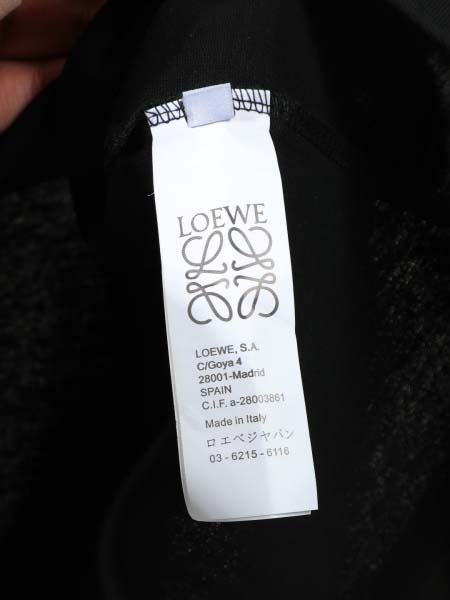 LOEWE
LOEWE, S.A.
C/Goya 4
28001-Madrid
SPAIN
C.I.F. a-28003861
Made in Italy
ロエベジヤパン
03 - 6215 - 6116